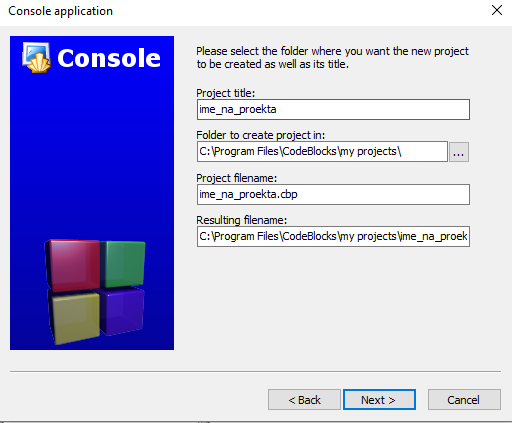 Console application
Console
Please select the folder where you want the new project
to be created as well as its title.
Project title:
ime_na_proekta
Folder to create project in:
C:\Program Files\CodeBlocks\my projects\
...
Project filename:
ime_na_proekta.cbp
Resulting filename:
C:\Program Files\CodeBlocks\my projects\ime_na_proek
< Back
Next >
Cancel